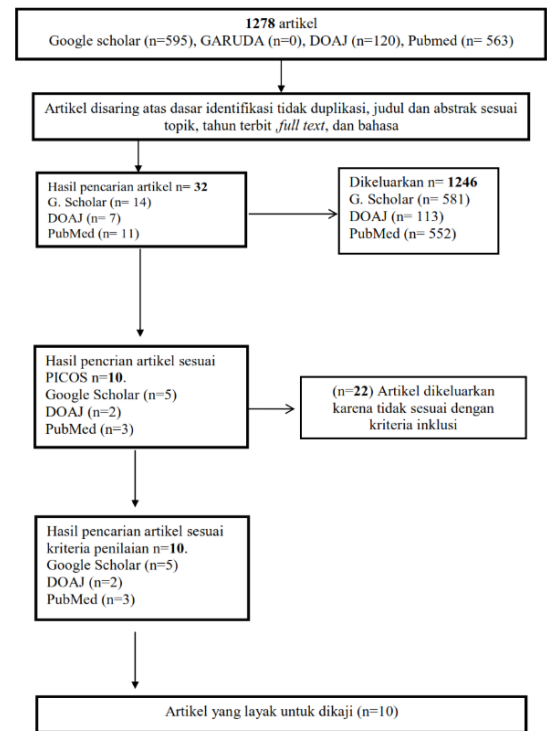 1278 artikel
Google scholar (n=595), GARUDA (n=0), DOAJ (n=120), Pubmed (n= 563)
Artikel disaring atas dasar identifikasi tidak duplikasi, judul dan abstrak sesuai
topik, tahun terbit ,full text, dan bahasa
Hasil pencarian artikel n= 32
G. Scholar (n= 14)
DOAJ (n= 7)
PubMed (n= 11)
Dikeluarkan n= 1246
G. Scholar (n= 581)
DOAJ (n= 113)
PubMed (n= 552)
Hasil pencrian artikel sesuai
PICOS n=10.
Google Scholar (n=5)
DOAJ (n=2)
PubMed (n=3)
(n=22) Artikel dikeluarkan
karena tidak sesuai dengan
kriteria inklusi
Hasil pencarian artikel sesuai
kriteria penilaian n=10.
Google Scholar (n=5)
DOAJ (n=2)
PubMed (n=3)
Artikel yang layak untuk dikaji (n=10)